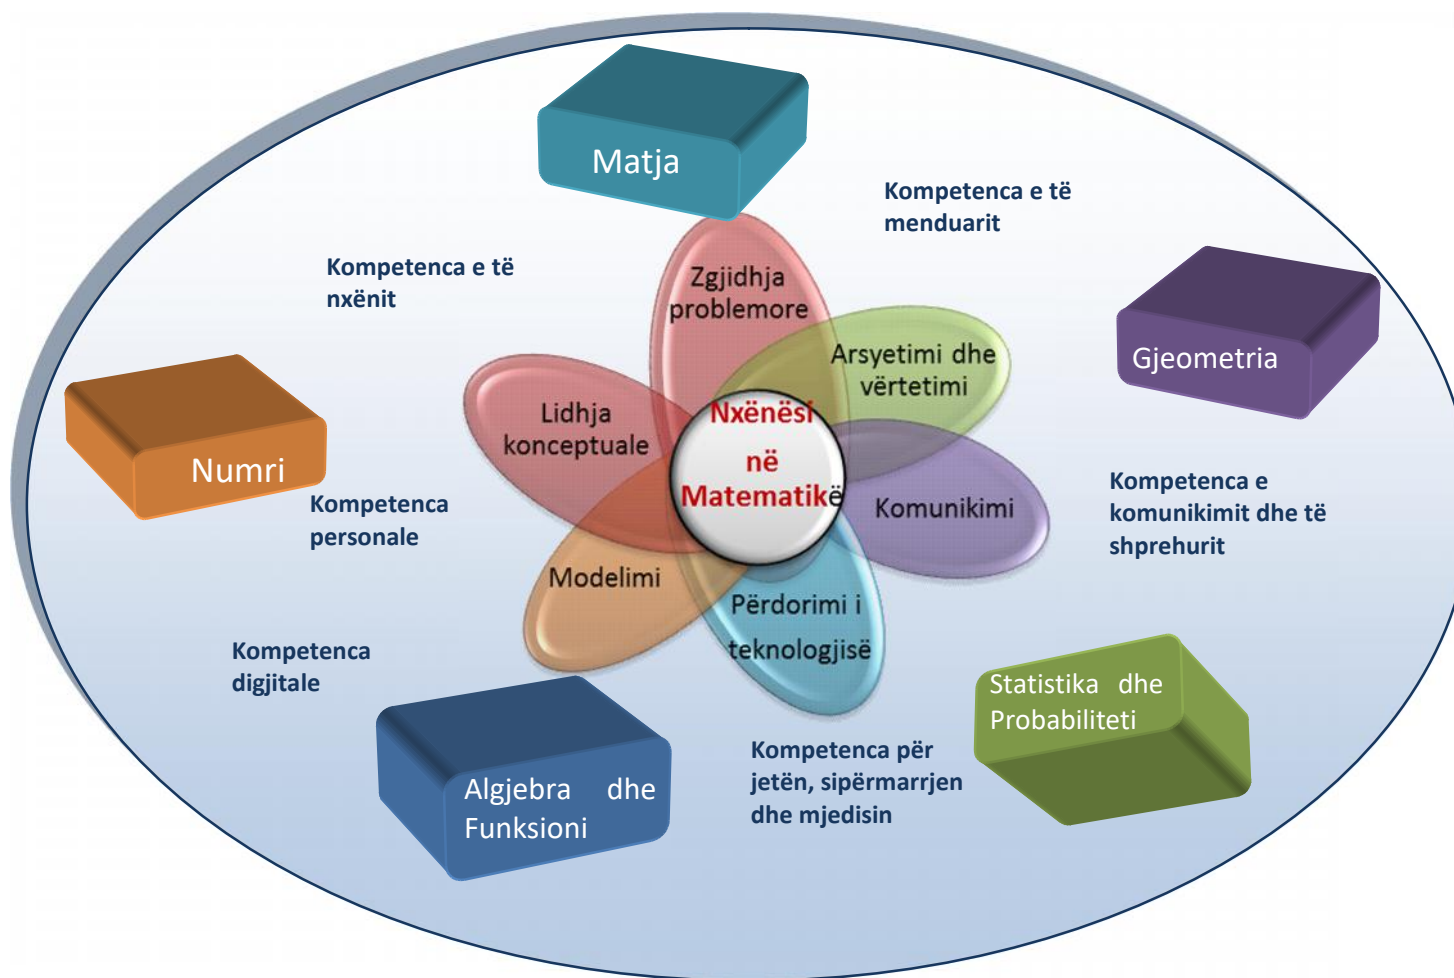 Matja
Kompetenca e të
menduarit
Kompetenca e të
nxënit
Zgjidhja
problemore
Arsyetimi dhe
vërtetimi
Gjeometria
Lidhja
konceptuale
Nxënësi
në
Matematikë
Numri
Kompetenca
personale
Komunikimi
Kompetenca e
komunikimit dhe të
shprehurit
Modelimi
Përdorimi i
teknologjisë
Kompetenca
digjitale
Statistika dhe
Probabiliteti
Algjebra dhe
Funksioni
Kompetenca për
jetën, sipërmarrjen
dhe mjedisin